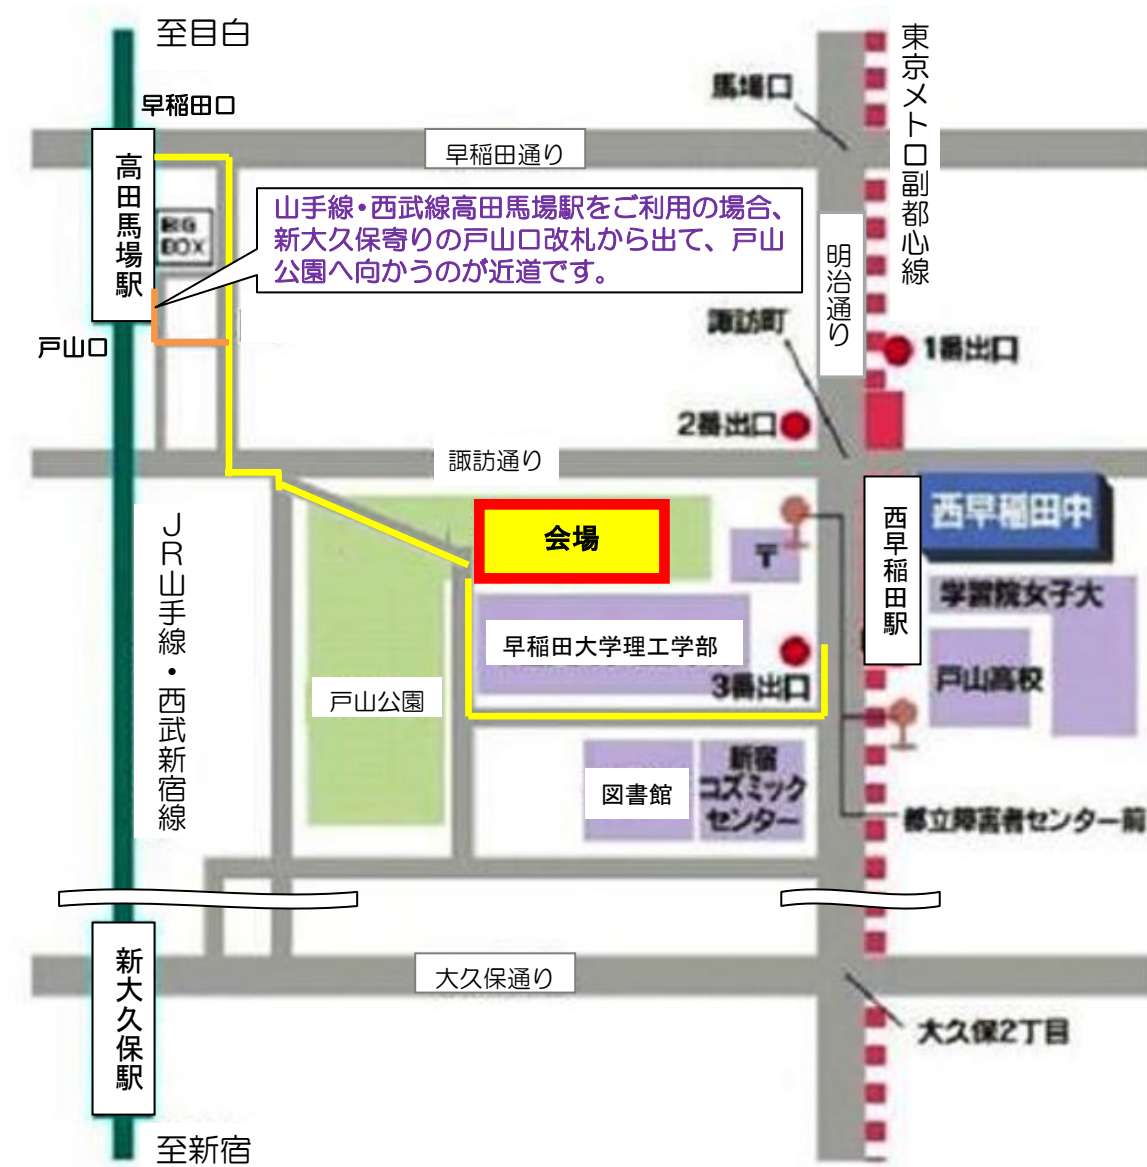 至目白
早稲田口
馬場口
東京メトロ副都心線
早稲田通り
高田馬場駅
BIG
BOX
山手線・西武線高田馬場駅をご利用の場合、
新大久保寄りの戸山口改札から出て、戸山
公園へ向かうのが近道です。
明治通り
諏訪町
戸山口
1番出口
2番出口
諏訪通り
会場
〒
西早稲田中
西早稲田駅
JR山手線・西武新宿線
学習院女子大
早稲田大学理工学部
戸山公園
3番出口
戸山高校
図書館
新宿
コズミック
センター
都立障害者センター前
新大久保駅
大久保通り
大久保2丁目
至新宿